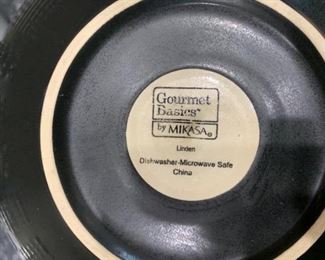 Gourmet
Basics™
by MIKASA®
Linden
Dishwasher-Microwave Safe
China